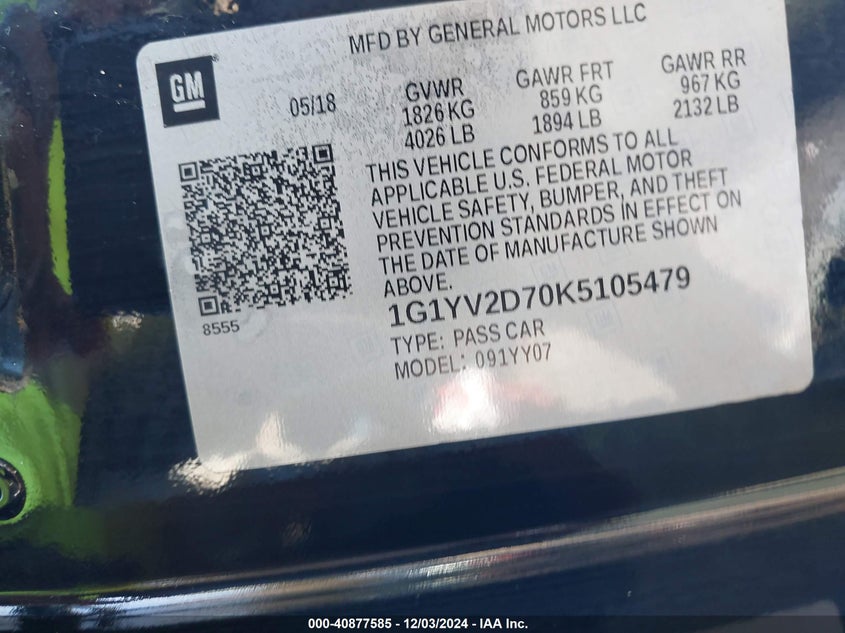 MFD BY GENERAL MOTORS LLC
GM
05/18
GVWR
1826 KG
4026 LB
GAWR FRT
859 KG
1894 LB
GAWR RR
967 KG
2132 LB
THIS VEHICLE CONFORMS TO ALL
APPLICABLE U.S. FEDERAL MOTOR
VEHICLE SAFETY, BUMPER, AND THEFT
PREVENTION STANDARDS IN EFFECT ON
THE DATE OF MANUFACTURE SHOWN
ABOVE.
8555
1G1YV2D70K5105479
TYPE: PASS CAR
MODEL: 091YY07
000-40877585 - 12/03/2024 - IAA Inc.